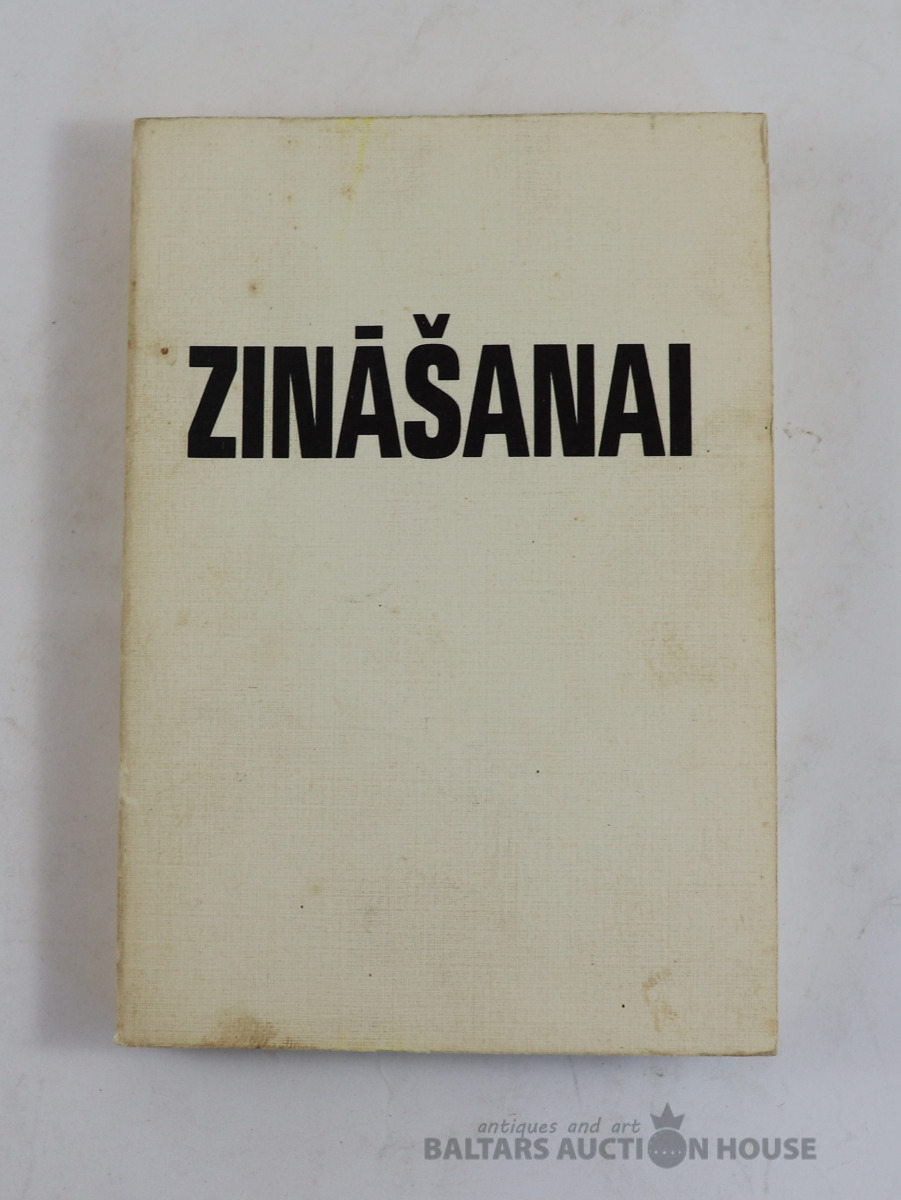 ZINĀŠANAI
antiques and art
BALTARS AUCTION HOUSE